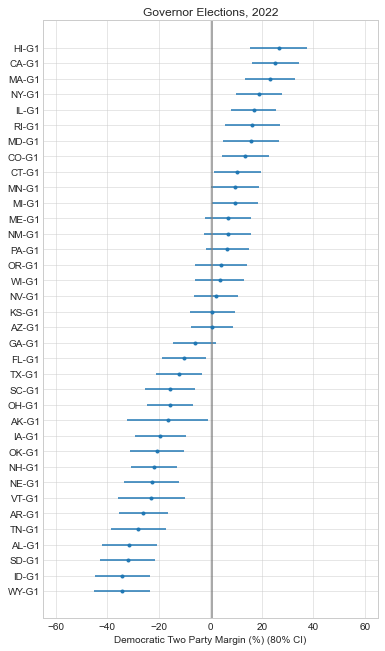 Governor Elections, 2022
HI-G1
CA-G1
MA-G1
NY-G1
IL-G1
RI-G1
MD-G1
CO-G1
CT-G1
MN-G1
MI-G1
ME-G1
NM-G1
PA-G1
OR-G1
WI-G1
NV-G1
KS-G1
AZ-G1
GA-G1
FL-G1
TX-G1
SC-G1
OH-G1
AK-G1
IA-G1
OK-G1
NH-G1
NE-G1
VT-G1
AR-G1
TN-G1
AL-G1
SD-G1
ID-G1
WY-G1
−60 −40 −20 0 20 40 60
Democratic Two Party Margin (%) (80% CI)